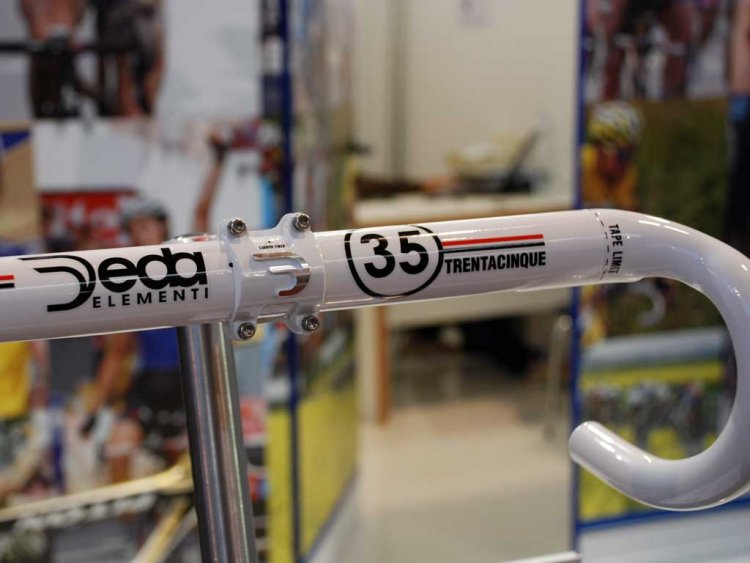 Deda
ELEMENTI
35
TRENTACINQUE
TAPE LIMIT